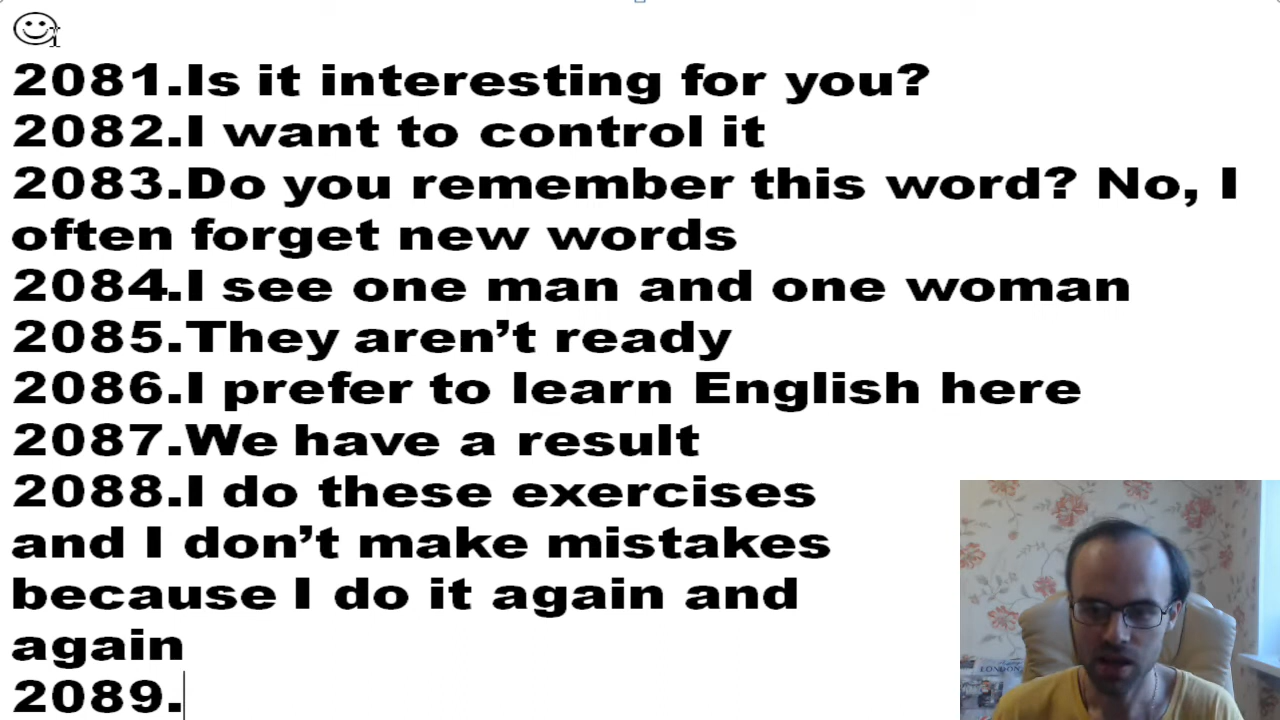 2081.Is it interesting for you?
2082.I want to control it
2083.Do you remember this word? No, I
often forget new words
2084.I see one man and one woman
2085.They aren’t ready
2086.I prefer to learn English here
2087.We have a result
2088.I do these exercises
and I don’t make mistakes
because I do it again and
again
2089.
LONDON